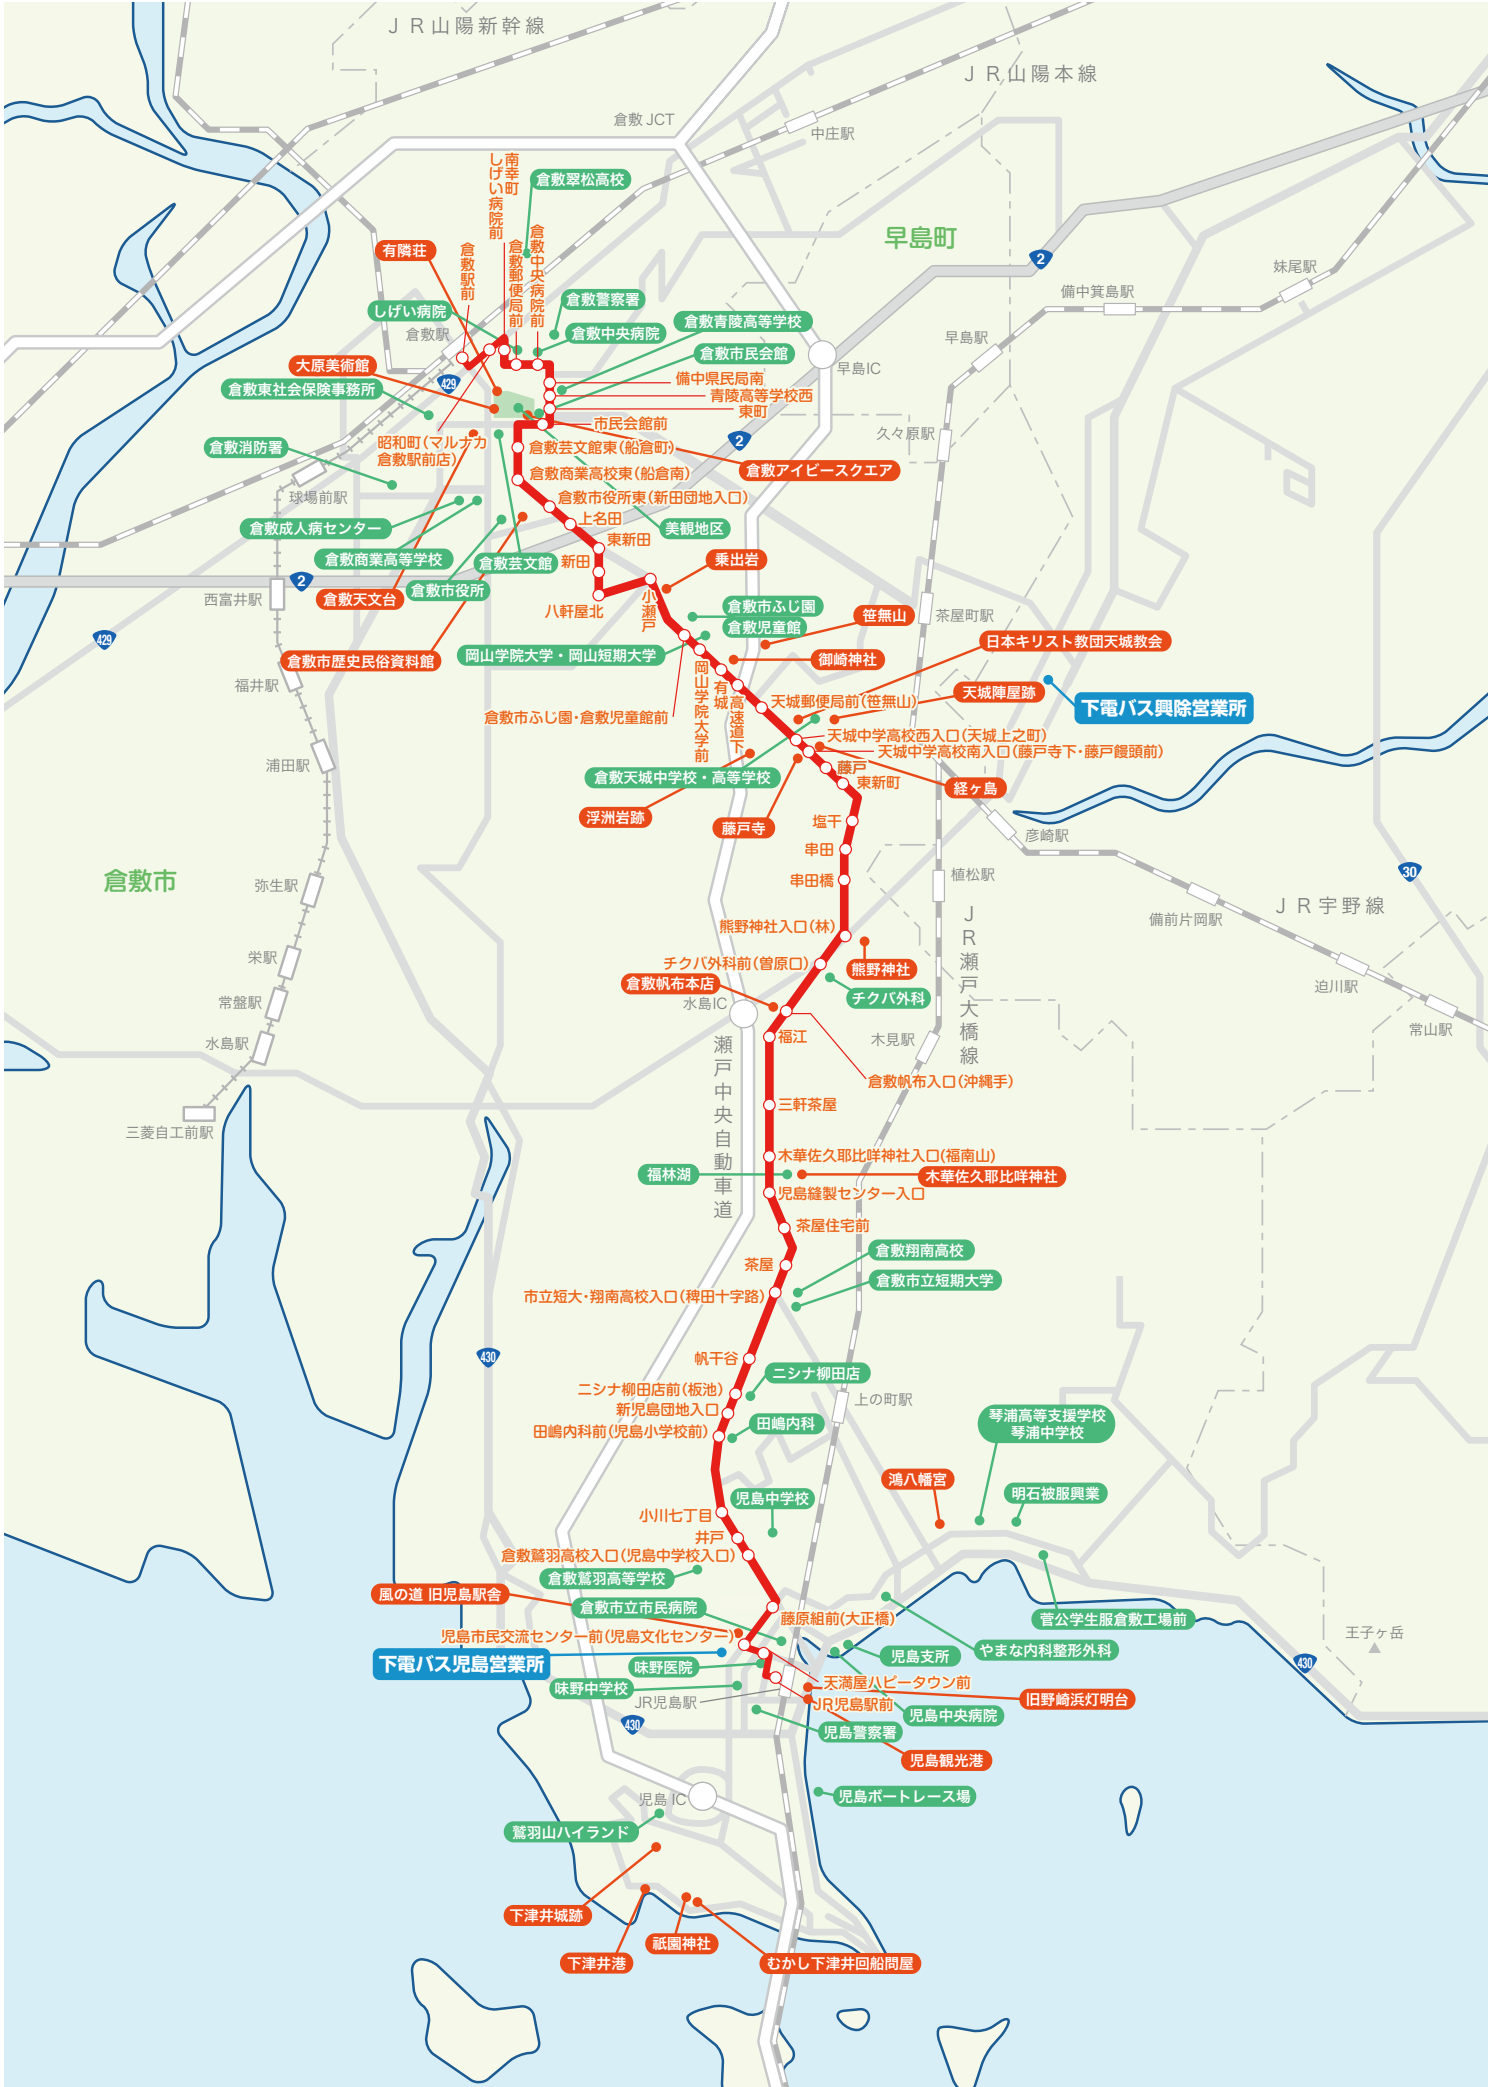 ＪＲ山陽新幹線
ＪＲ山陽本線
倉敷 JCT
中庄駅
南幸町
しげい病院前
倉敷翠松高校
早島町
倉敷駅前
倉敷郵便局前
倉敷中央病院前
有隣荘
2
妹尾駅
備中箕島駅
しげい病院
倉敷警察署
倉敷中央病院
倉敷青陵高等学校
倉敷市民会館
倉敷駅
早島駅
早島IC
大原美術館
倉敷東社会保険事務所
429
備中県民局南
青陵高等学校西
東町
市民会館前
久々原駅
2
倉敷消防署
昭和町(マルナカ
倉敷駅前店)
倉敷芸文館東(船倉町)
倉敷アイビースクエア
倉敷商業高校東(船倉南)
球場前駅
倉敷市役所東(新田団地入口)
上名田
美観地区
倉敷成人病センター
東新田
倉敷商業高等学校
倉敷芸文館
新田
乗出岩
2
西富井駅
倉敷天文台
倉敷市役所
八軒屋北
小瀬戸
倉敷市ふじ園
倉敷児童館
笹無山
茶屋町駅
429
日本キリスト教団天城教会
倉敷市歴史民俗資料館
岡山学院大学・岡山短期大学
御崎神社
福井駅
岡山学院大学前
有城
高速道下
天城郵便局前(笹無山)
天城陣屋跡
下電バス興除営業所
倉敷市ふじ園・倉敷児童館前
天城中学高校西入口(天城上之町)
天城中学高校南入口(藤戸寺下・藤戸饅頭前)
浦田駅
倉敷天城中学校・高等学校
藤戸
東新町
経ヶ島
浮洲岩跡
藤戸寺
塩干
彦崎駅
串田
倉敷市
串田橋
植松駅
30
弥生駅
備前片岡駅
ＪＲ宇野線
熊野神社入口(林)
ＪＲ瀬戸大橋線
栄駅
チクバ外科前(曽原口)
熊野神社
倉敷帆布本店
チクバ外科
迫川駅
常盤駅
水島IC
常山駅
水島駅
瀬戸中央自動車道
福江
木見駅
倉敷帆布入口(沖縄手)
三軒茶屋
三菱自工前駅
木華佐久耶比咩神社入口(福南山)
福林湖
木華佐久耶比咩神社
児島縫製センター入口
茶屋住宅前
倉敷翔南高校
茶屋
倉敷市立短期大学
市立短大・翔南高校入口(稗田十字路)
430
帆干谷
ニシナ柳田店
ニシナ柳田店前(板池)
新児島団地入口
上の町駅
田嶋内科前(児島小学校前)
田嶋内科
琴浦高等支援学校
琴浦中学校
鴻八幡宮
明石被服興業
児島中学校
小川七丁目
井戸
倉敷鷲羽高校入口(児島中学校入口)
倉敷鷲羽高等学校
風の道 旧児島駅舎
倉敷市立市民病院
藤原組前(大正橋)
菅公学生服倉敷工場前
児島市民交流センター前(児島文化センター)
王子ヶ岳
やまな内科整形外科
児島支所
下電バス児島営業所
味野医院
430
天満屋ハピータウン前
味野中学校
JR児島駅
JR児島駅前
旧野崎浜灯明台
児島中央病院
430
児島警察署
児島観光港
児島 IC
児島ボートレース場
鷲羽山ハイランド
下津井城跡
祇園神社
下津井港
むかし下津井回船問屋